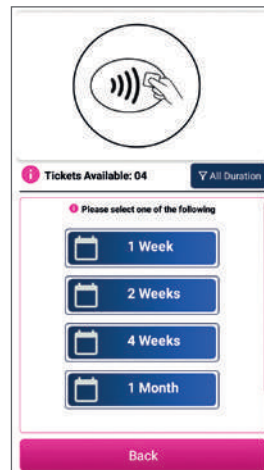 Tickets Available: 04
All Duration
Please select one of the following
1 Week
2 Weeks
4 Weeks
1 Month
Back